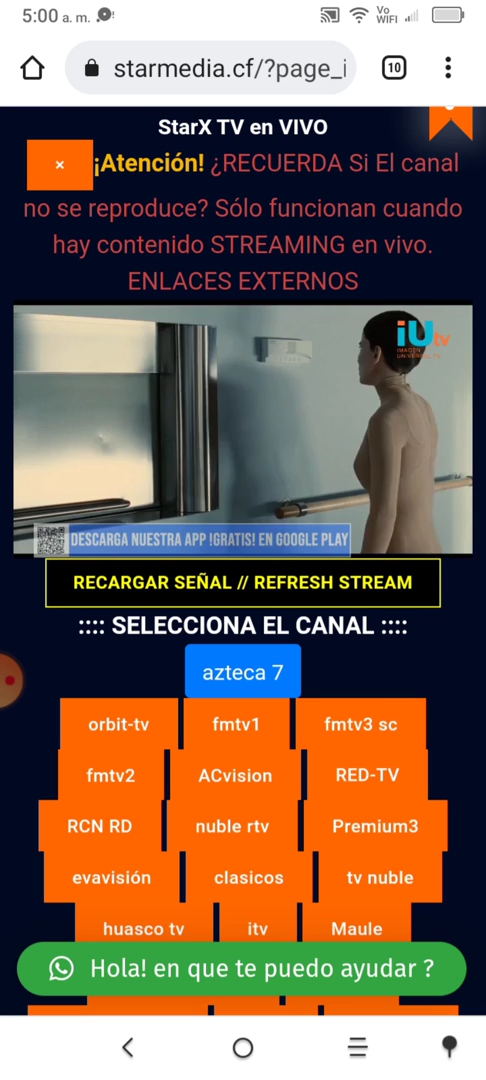 5:00 a. m.
Vo
WIFI
starmedia.cf/?page_i
10
StarX TV en VIVO
× ¡Atención! ¿RECUERDA Si El canal
no se reproduce? Sólo funcionan cuando
hay contenido STREAMING en vivo.
ENLACES EXTERNOS
iUtv
IMAGEN
UNIVERSAL TV
DESCARGA NUESTRA APP !GRATIS! EN GOOGLE PLAY
RECARGAR SEÑAL // REFRESH STREAM
:::: SELECCIONA EL CANAL ::::
azteca 7
orbit-tv fmtv1 fmtv3 sc
fmtv2 ACvision RED-TV
RCN RD nuble rtv Premium3
evavisión clasicos tv nuble
huasco tv itv Maule
Hola! en que te puedo ayudar ?